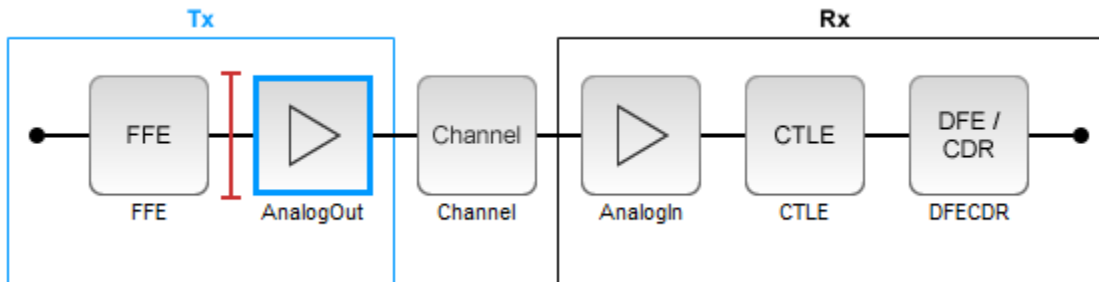 Tx
Rx
FFE
Channel
CTLE
DFE /
CDR
FFE
AnalogOut
Channel
AnalogIn
CTLE
DFECDR